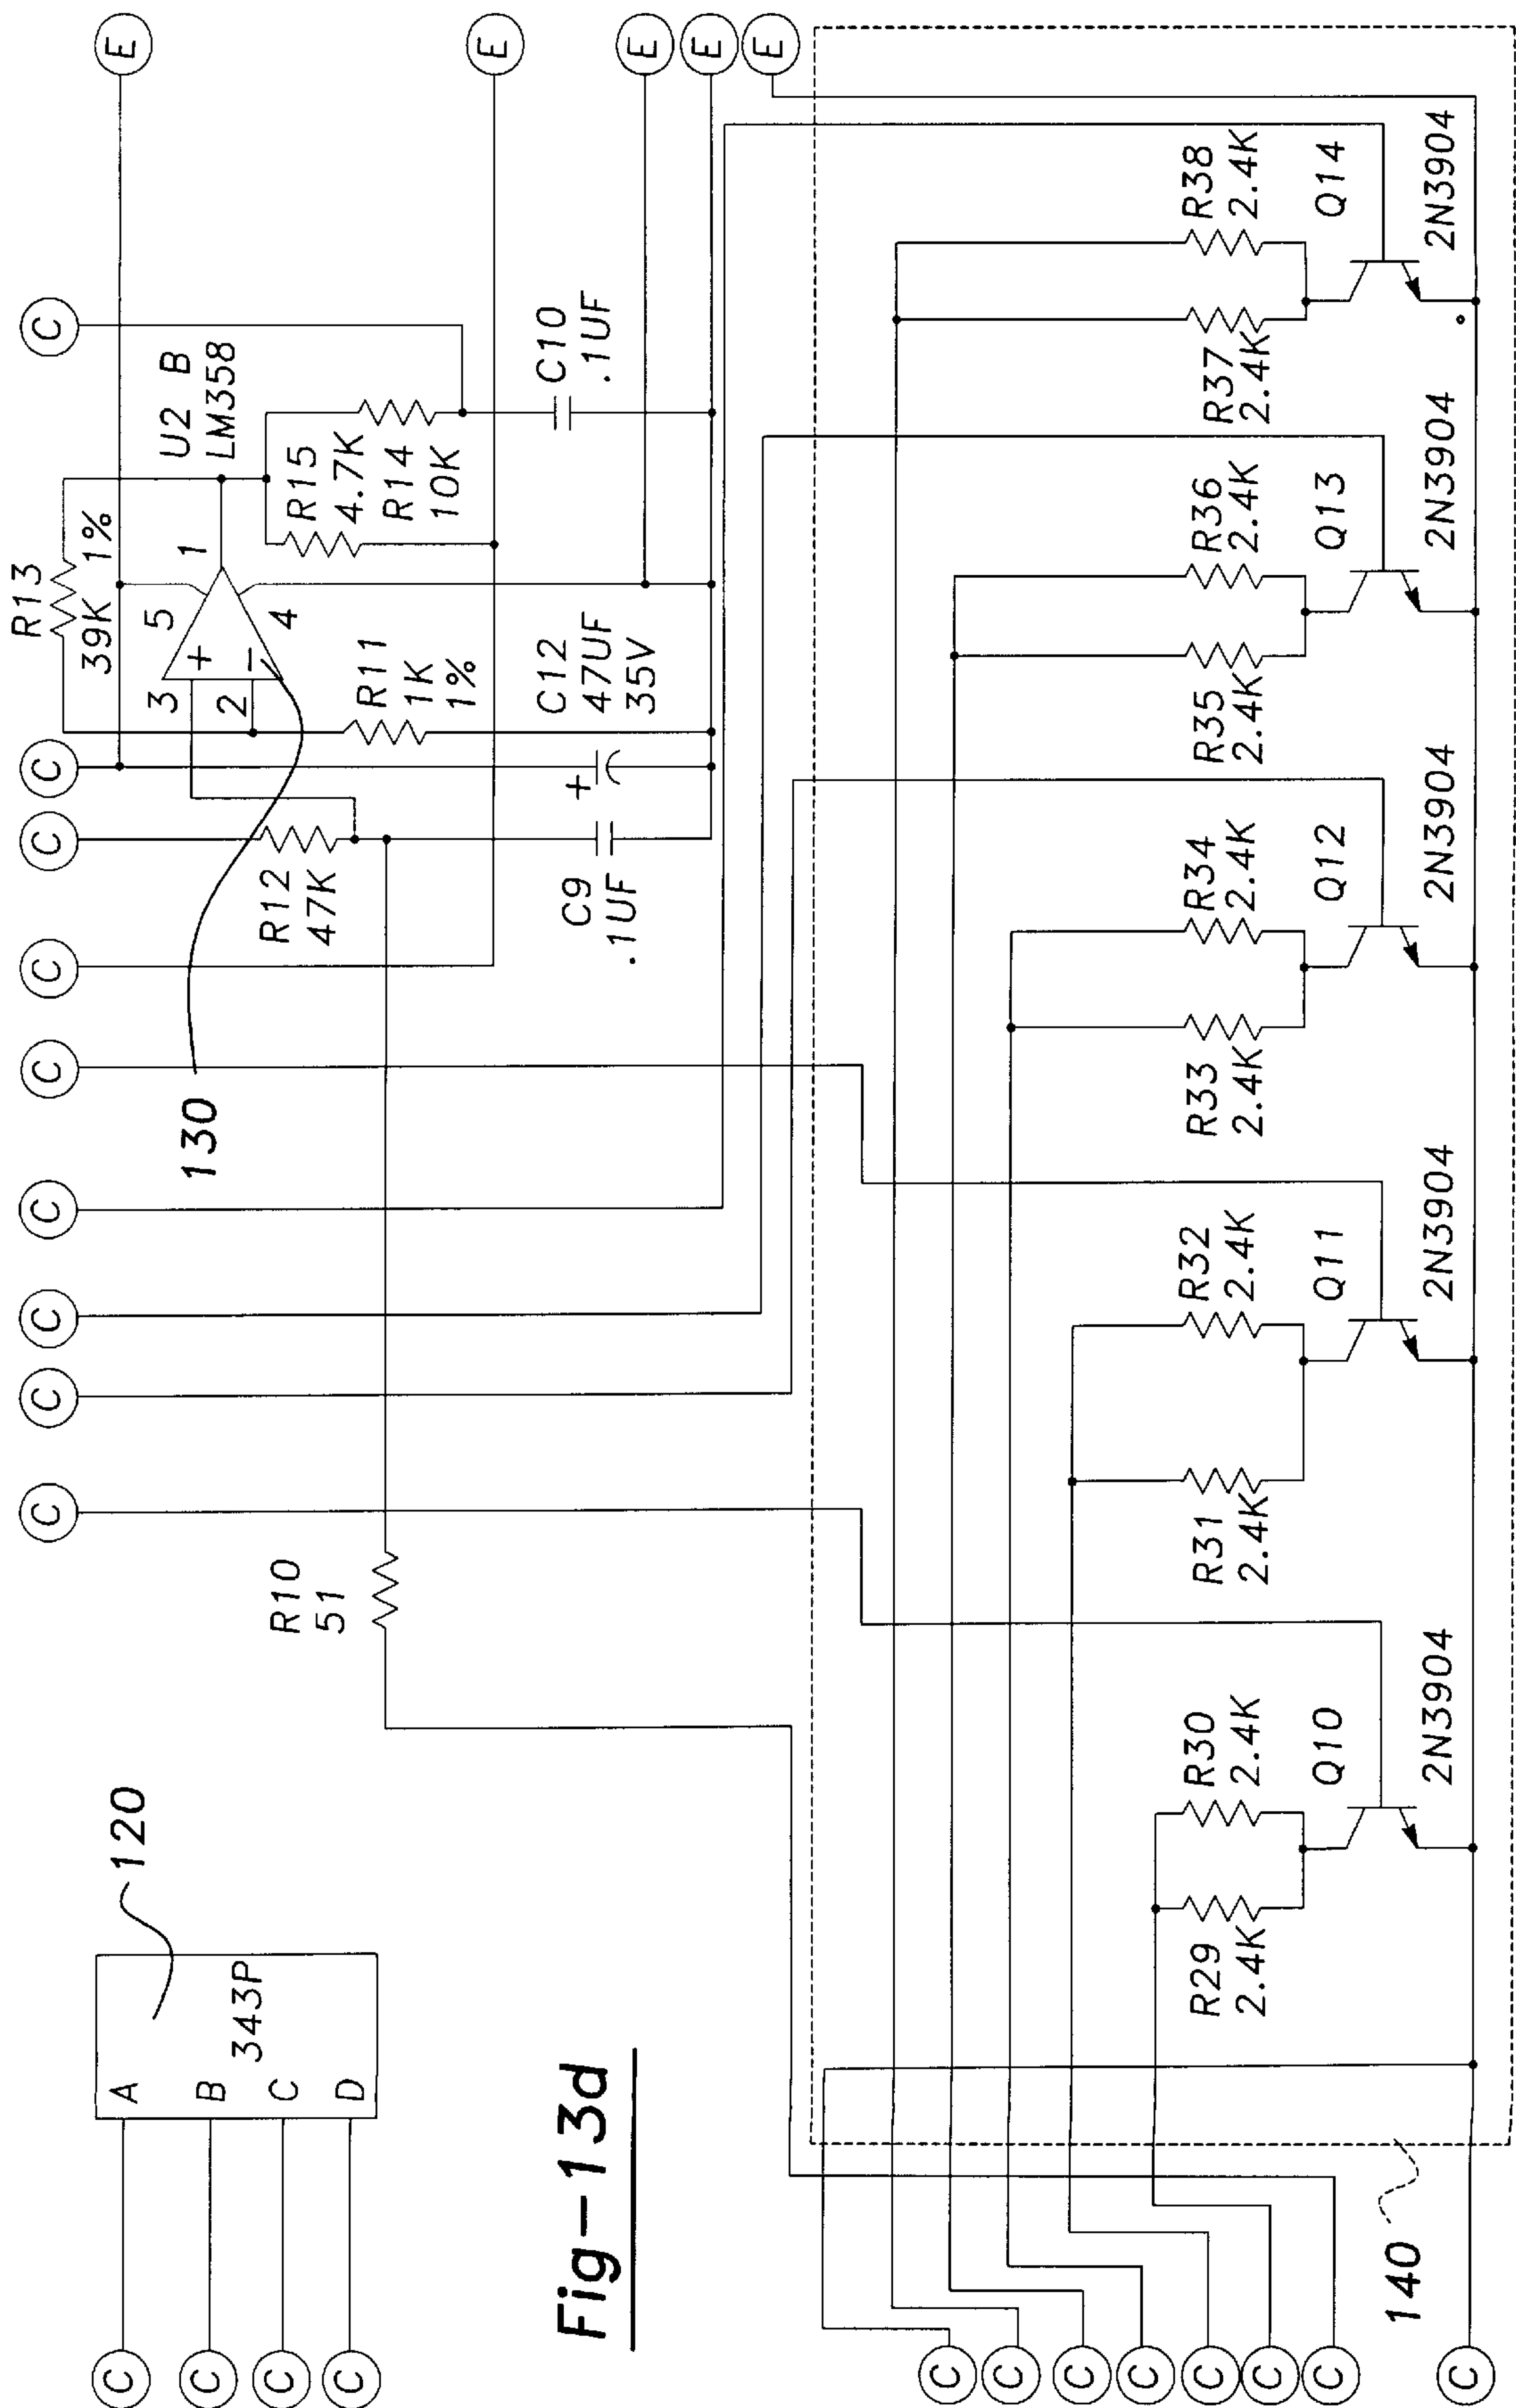 C
C
C
C
A
B
C
D
343P
120
Fig-13d
C
C
C
C
C
C
C
C
C
R13
39K 1%
3
2
5
4
1
+
−
U2 B
LM358
130
R12
47K
R11
1K
1%
R15
4.7K
R14
10K
R10
51
C9
.1UF
+
C12
47UF
35V
C10
.1UF
E
E
E
E
E
C
C
C
C
C
C
C
C
140
R29
2.4K
R30
2.4K
Q10
2N3904
R31
2.4K
R32
2.4K
Q11
2N3904
R33
2.4K
R34
2.4K
Q12
2N3904
R35
2.4K
R36
2.4K
Q13
2N3904
R37
2.4K
R38
2.4K
Q14
2N3904